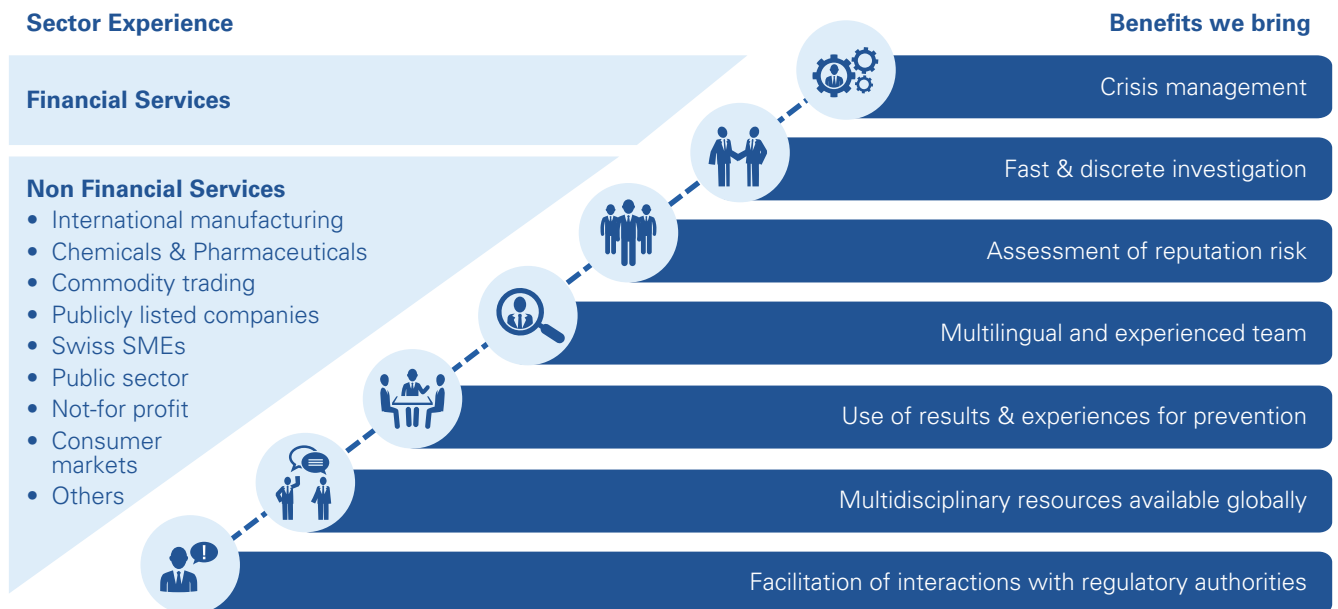 Sector Experience
Benefits we bring
Financial Services
Non Financial Services
• International manufacturing
• Chemicals & Pharmaceuticals
• Commodity trading
• Publicly listed companies
• Swiss SMEs
• Public sector
• Not-for profit
• Consumer
markets
• Others
Crisis management
Fast & discrete investigation
Assessment of reputation risk
Multilingual and experienced team
Use of results & experiences for prevention
Multidisciplinary resources available globally
Facilitation of interactions with regulatory authorities
!